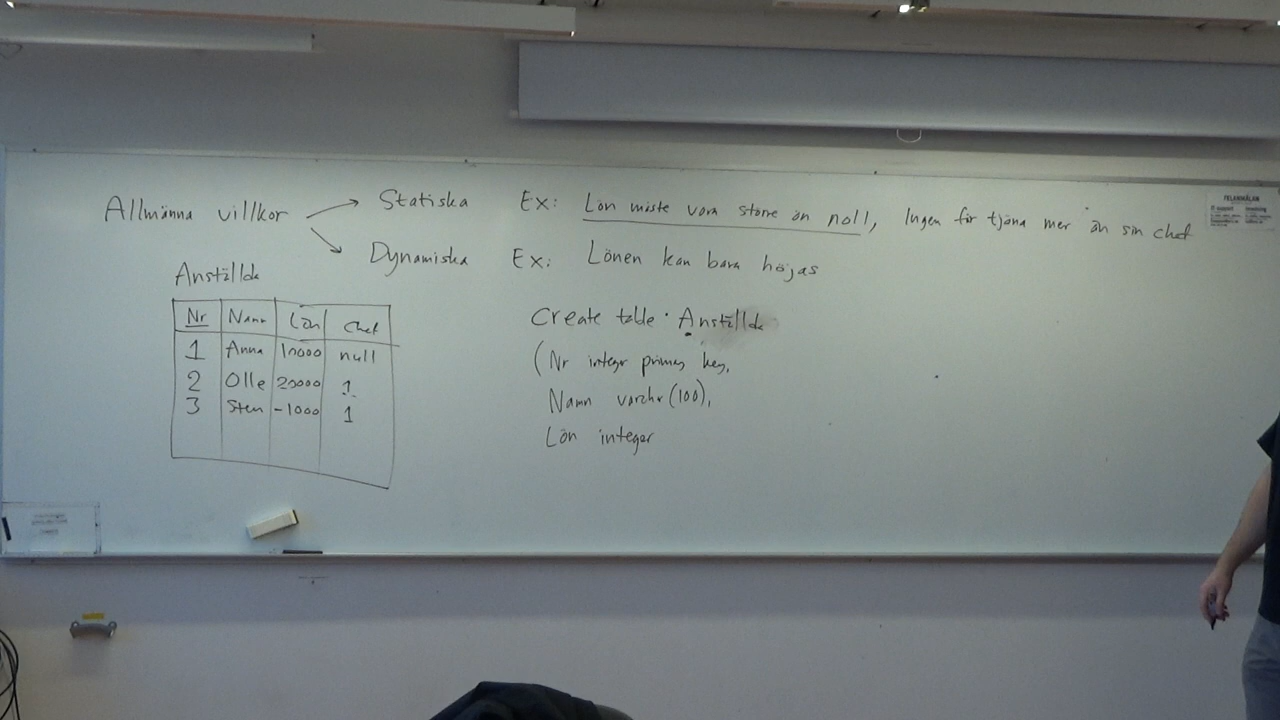 Allmänna villkor
Statiska Ex: Lön måste vara större än noll, Ingen får tjäna mer än sin chef
Dynamiska Ex: Lönen kan bara höjas
Anställda
Nr Namn Lön Chef
1 Anna 10000 null
2 Olle 20000 1
3 Sten -1000 1
Create table Anställda
(Nr integer primary key,
Namn varchar(100),
Lön integer
FELANMÄLAN